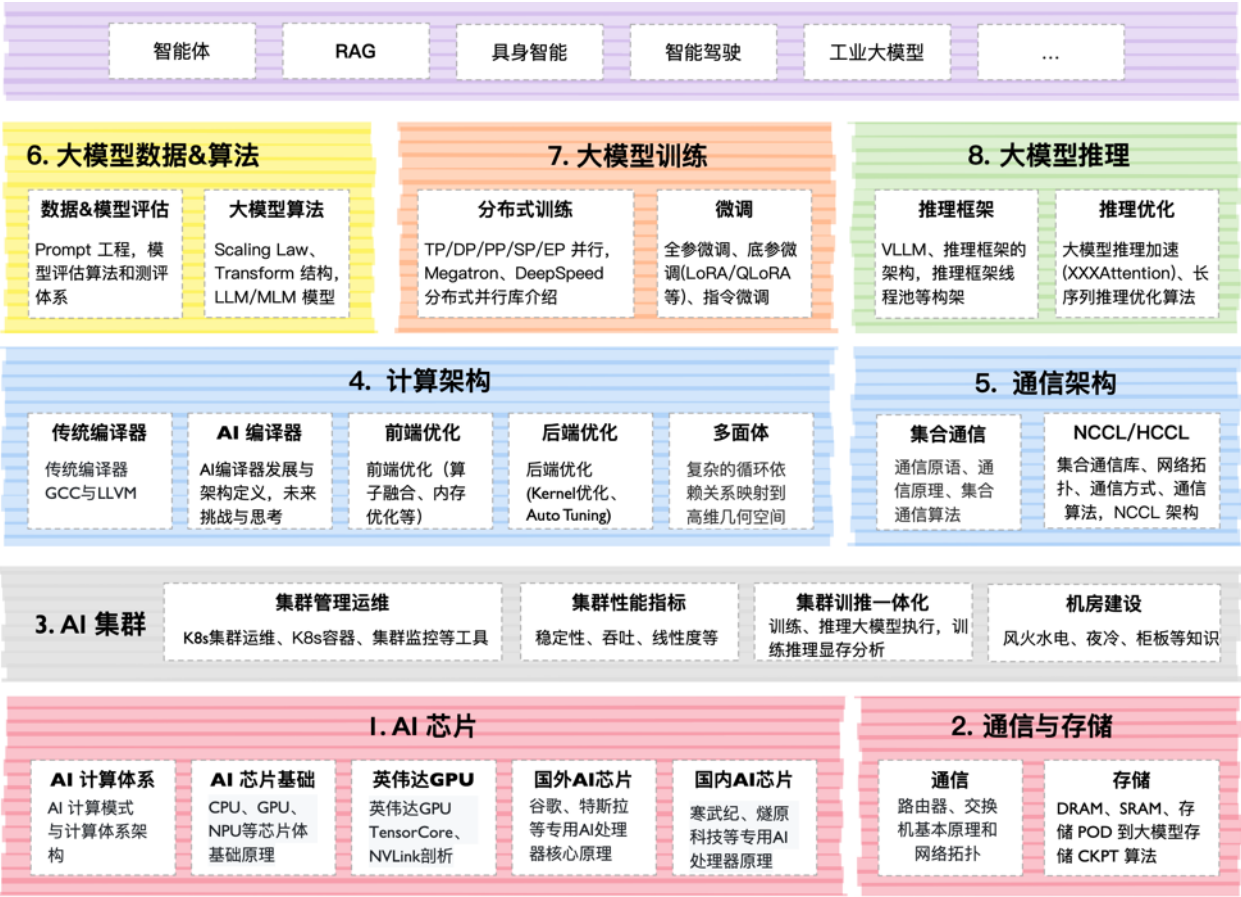 智能体
RAG
具身智能
智能驾驶
工业大模型
...
6. 大模型数据&算法
数据&模型评估
Prompt 工程，模
型评估算法和测评
体系
大模型算法
Scaling Law、
Transform 结构，
LLM/MLM 模型
7. 大模型训练
分布式训练
TP/DP/PP/SP/EP 并行，
Megatron、DeepSpeed
分布式并行库介绍
微调
全参微调、底参微
调(LoRA/QLoRA
等)、指令微调
8. 大模型推理
推理框架
VLLM、推理框架的
架构，推理框架线
程池等构架
推理优化
大模型推理加速
(XXXAttention)、长
序列推理优化算法
4. 计算架构
传统编译器
传统编译器
GCC与LLVM
AI 编译器
AI编译器发展与
架构定义，未来
挑战与思考
前端优化
前端优化（算
子融合、内存
优化等）
后端优化
后端优化
(Kernel优化、
Auto Tuning)
多面体
复杂的循环依
赖关系映射到
高维几何空间
5. 通信架构
集合通信
通信原语、通
信原理、集合
通信算法
NCCL/HCCL
集合通信库、网络拓
扑、通信方式、通信
算法，NCCL 架构
3. AI 集群
集群管理运维
K8s集群运维、K8s容器、集群监控等工具
集群性能指标
稳定性、吞吐、线性度等
集群训推一体化
训练、推理大模型执行，训
练推理显存分析
机房建设
风火水电、夜冷、柜板等知识
1. AI 芯片
AI 计算体系
AI 计算模式
与计算体系架
构
AI 芯片基础
CPU、GPU、
NPU等芯片体
基础原理
英伟达GPU
英伟达GPU
TensorCore、
NVLink剖析
国外AI芯片
谷歌、特斯拉
等专用AI处理
器核心原理
国内AI芯片
寒武纪、燧原
科技等专用AI
处理器原理
2. 通信与存储
通信
路由器、交换
机基本原理和
网络拓扑
存储
DRAM、SRAM、存
储 POD 到大模型存
储 CKPT 算法